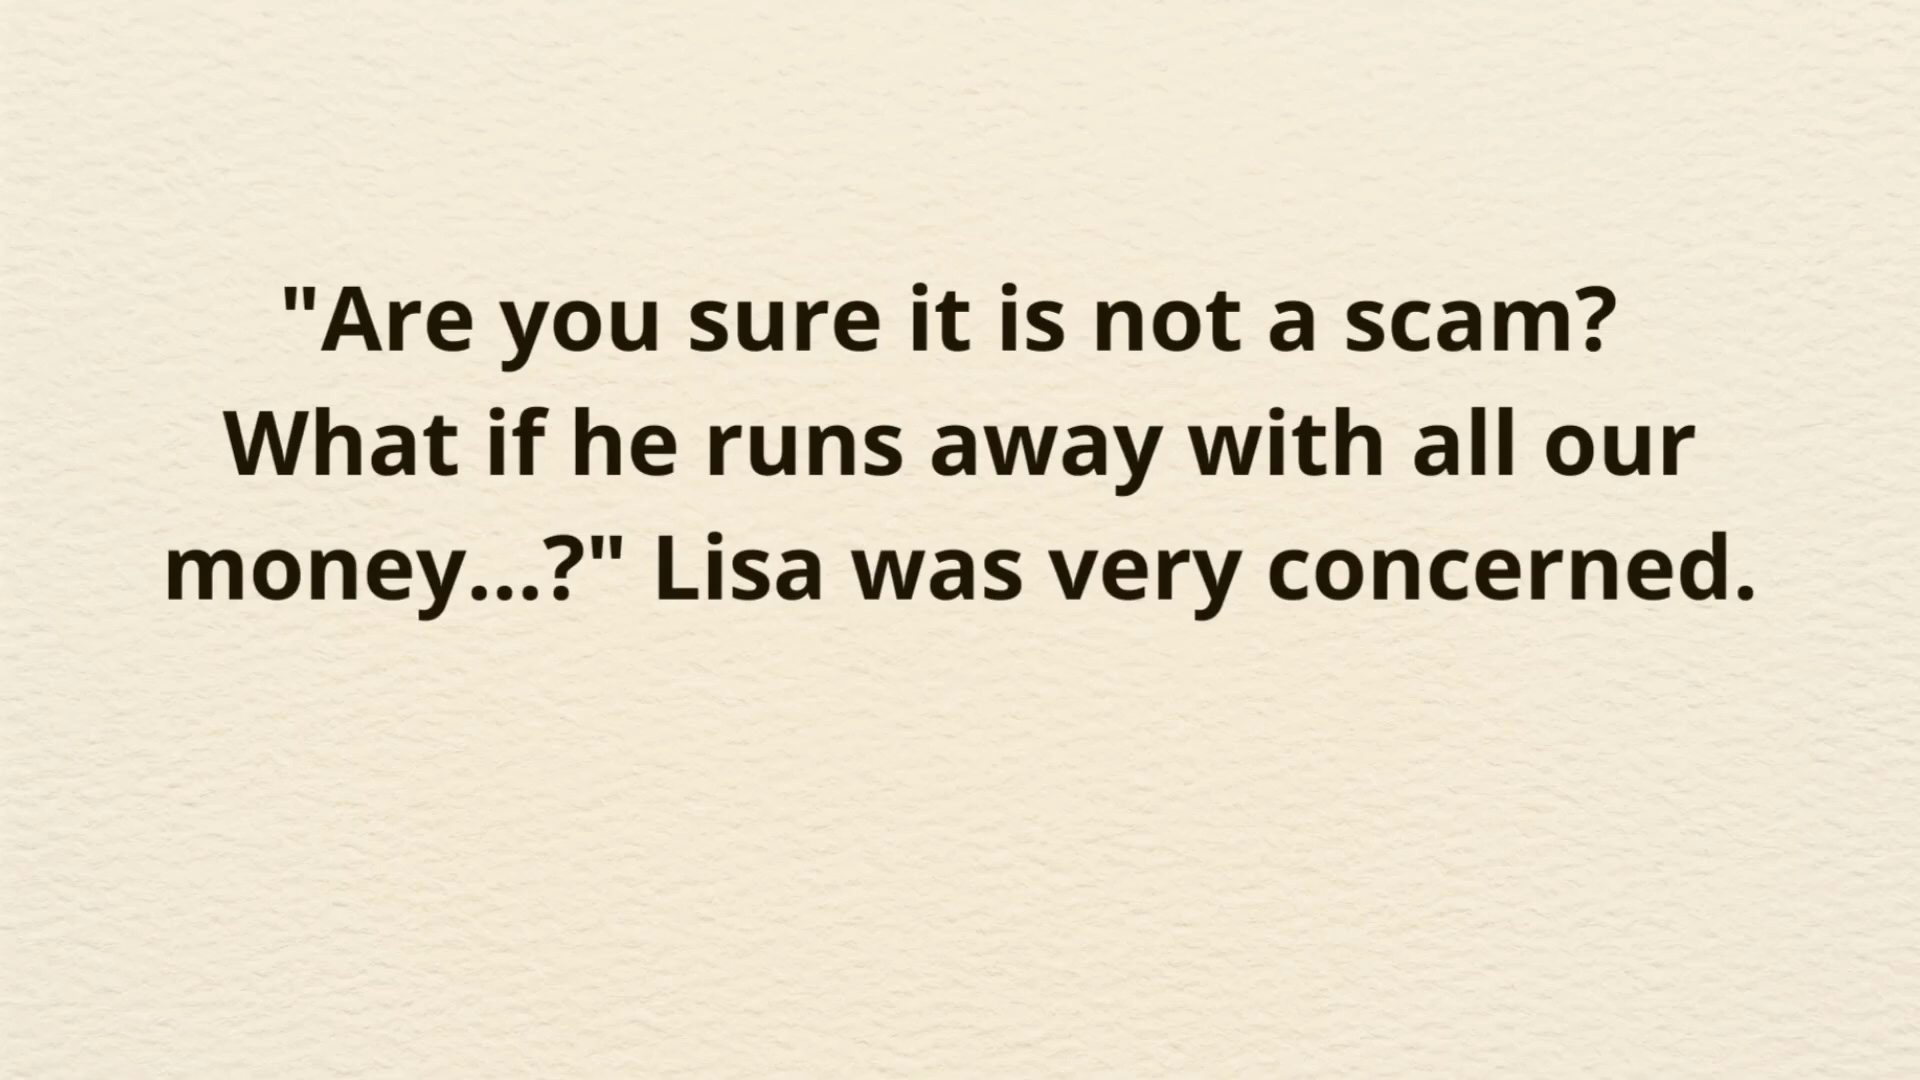 "Are you sure it is not a scam?
What if he runs away with all our
money...?" Lisa was very concerned.